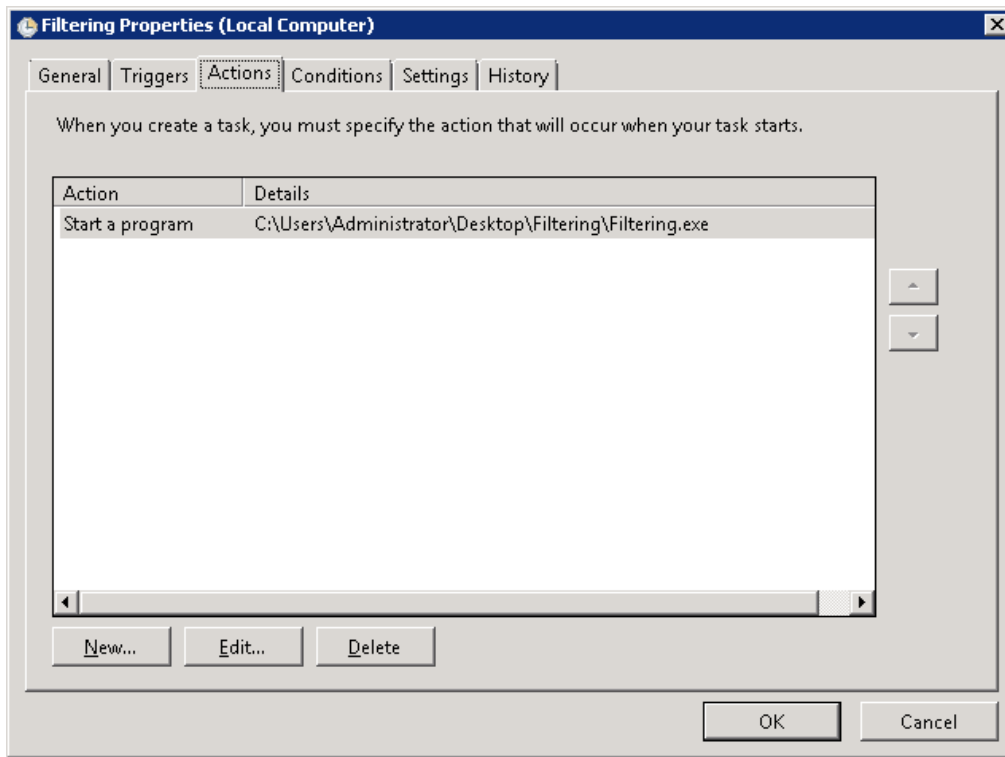 Filtering Properties (Local Computer)
General Triggers Actions Conditions Settings History
When you create a task, you must specify the action that will occur when your task starts.
Action Details
Start a program C:\Users\Administrator\Desktop\Filtering\Filtering.exe
New... Edit... Delete
OK Cancel